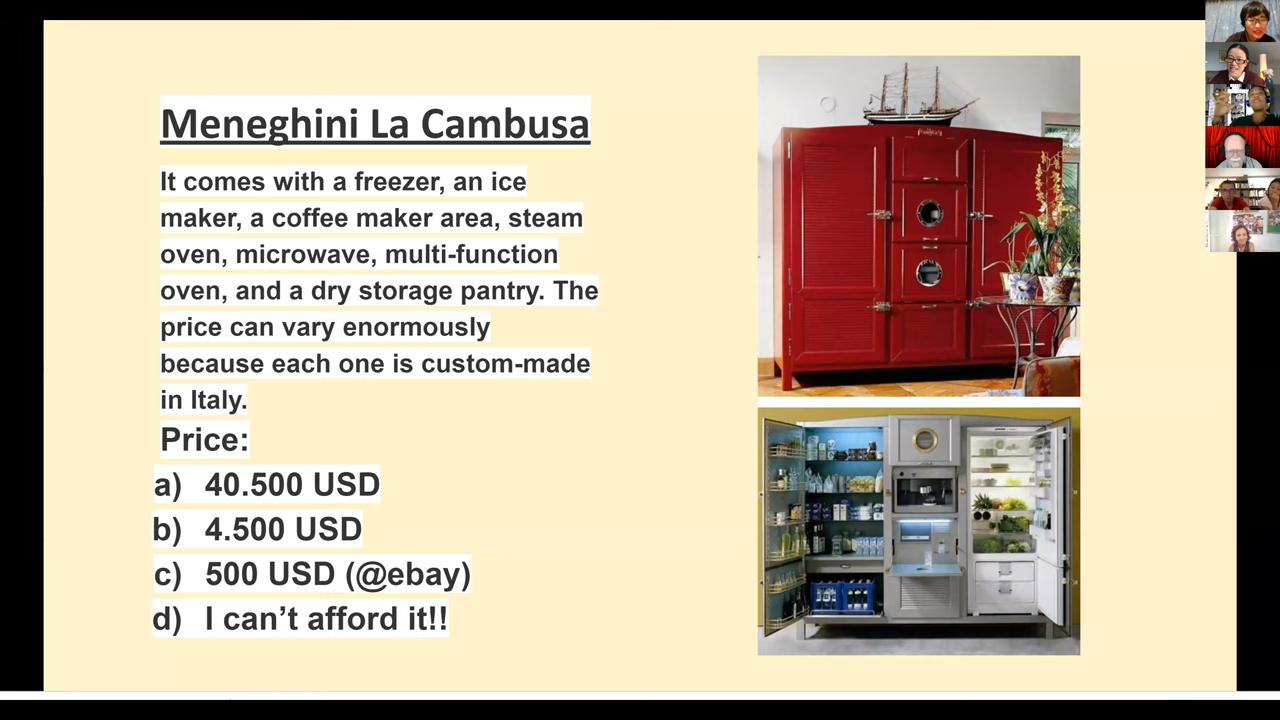 Meneghini La Cambusa
It comes with a freezer, an ice
maker, a coffee maker area, steam
oven, microwave, multi-function
oven, and a dry storage pantry. The
price can vary enormously
because each one is custom-made
in Italy.
Price:
a) 40.500 USD
b) 4.500 USD
c) 500 USD (@ebay)
d) I can’t afford it!!